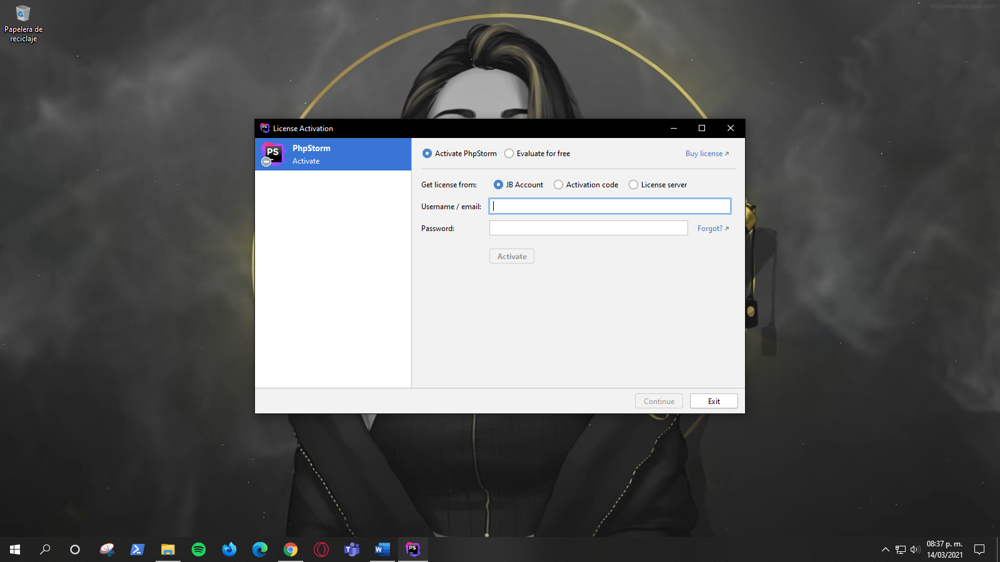 mylivewallpapers.com
Papelera de
reciclaje
PS
License Activation
PS
PhpStorm
Activate
Activate PhpStorm
Evaluate for free
Buy license
Get license from:
JB Account
Activation code
License server
Username / email:
Password:
Forgot?
Activate
Continue
Exit
W
PS
08:37 p. m.
14/03/2021